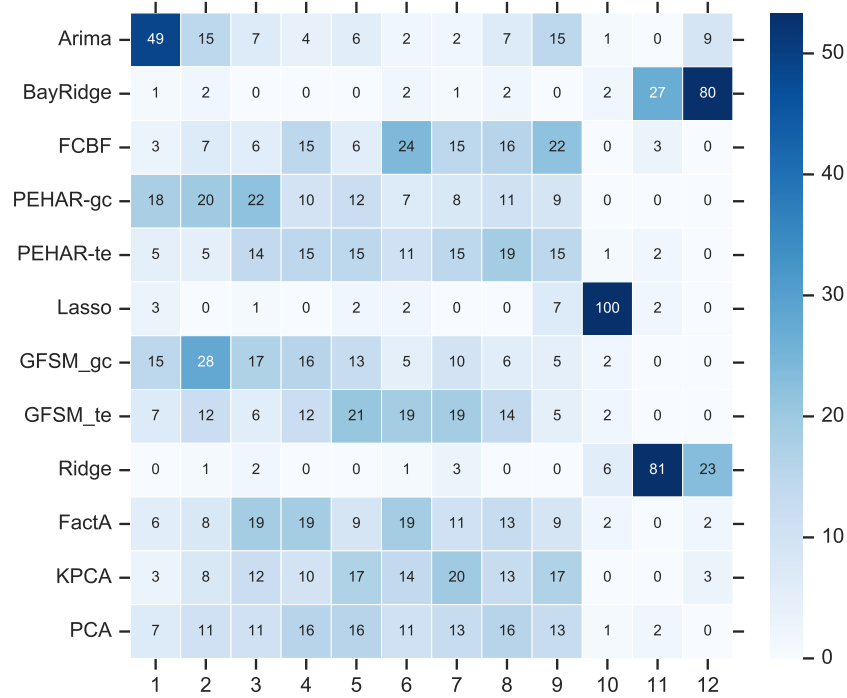 Arima 49 15 7 4 6 2 2 7 15 1 0 9
BayRidge 1 2 0 0 0 2 1 2 0 2 27 80
FCBF 3 7 6 15 6 24 15 16 22 0 3 0
PEHAR-gc 18 20 22 10 12 7 8 11 9 0 0 0
PEHAR-te 5 5 14 15 15 11 15 19 15 1 2 0
Lasso 3 0 1 0 2 2 0 0 7 100 2 0
GFSM_gc 15 28 17 16 13 5 10 6 5 2 0 0
GFSM_te 7 12 6 12 21 19 19 14 5 2 0 0
Ridge 0 1 2 0 0 1 3 0 0 6 81 23
FactA 6 8 19 19 9 19 11 13 9 2 0 2
KPCA 3 8 12 10 17 14 20 13 17 0 0 3
PCA 7 11 11 16 16 11 13 16 13 1 2 0
1 2 3 4 5 6 7 8 9 10 11 12
50
40
30
20
10
0